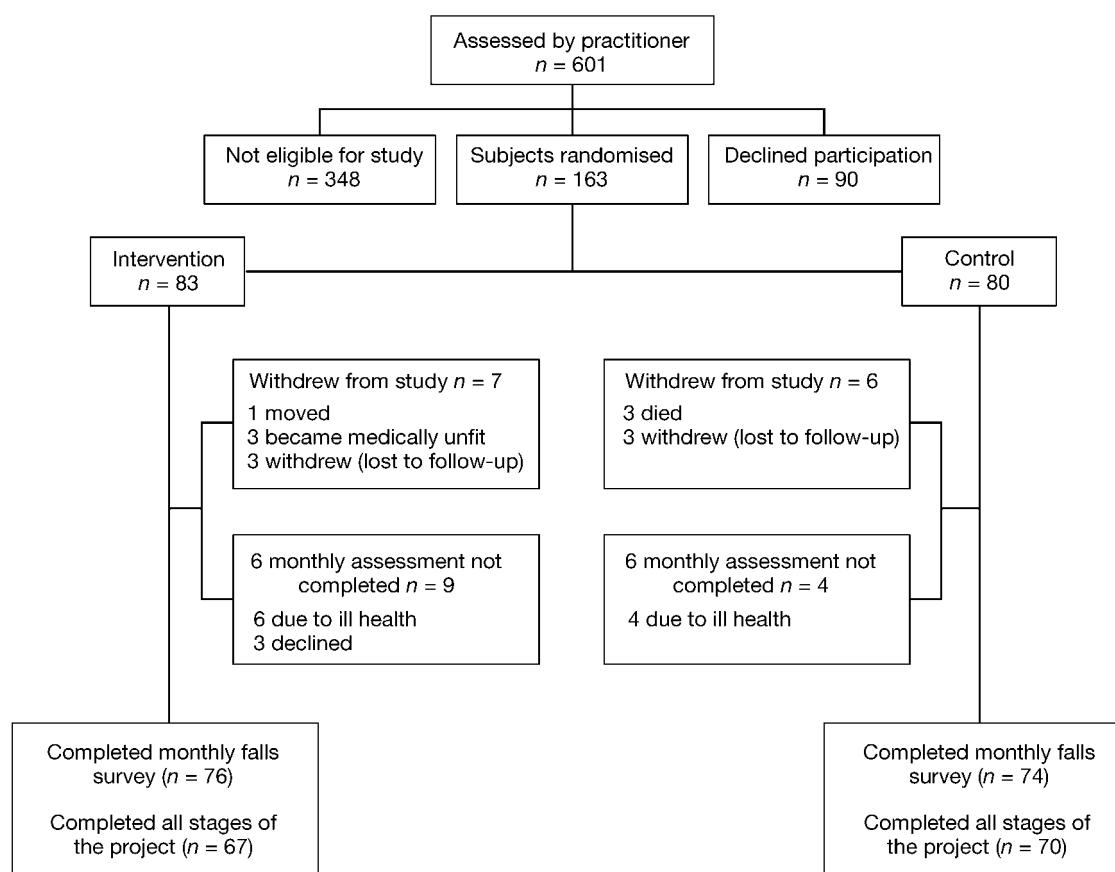 Assessed by practitioner
n = 601
Not eligible for study
n = 348
Subjects randomised
n = 163
Declined participation
n = 90
Intervention
n = 83
Control
n = 80
Withdrew from study n = 7
1 moved
3 became medically unfit
3 withdrew (lost to follow-up)
Withdrew from study n = 6
3 died
3 withdrew (lost to follow-up)
6 monthly assessment not
completed n = 9
6 due to ill health
3 declined
6 monthly assessment not
completed n = 4
4 due to ill health
Completed monthly falls
survey (n = 76)
Completed all stages of
the project (n = 67)
Completed monthly falls
survey (n = 74)
Completed all stages of
the project (n = 70)